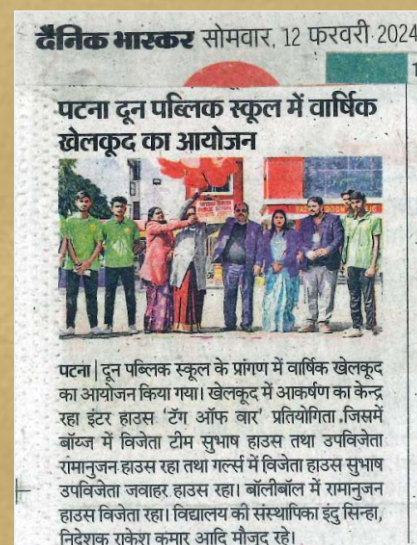 दैनिक भास्कर सोमवार, 12 फरवरी 2024
पटना दून पब्लिक स्कूल में वार्षिक
खेलकूद का आयोजन
पटना | दून पब्लिक स्कूल के प्रांगण में वार्षिक खेलकूद
का आयोजन किया गया। खेलकूद में आकर्षण का केन्द्र
रहा इंटर हाउस ‘टॅग ऑफ वार’ प्रतियोगिता .जिसमें
बॉय्ज में विजेता टीम सुभाष हाउस तथा उपविजेता
रामानुजन हाउस रहा तथा गर्ल्स में विजेता हाउस सुभाष
उपविजेता जवाहर हाउस रहा। बॉलीबॉल में रामानुजन
हाउस विजेता रहा। विद्यालय की संस्थापिका इंदु सिन्हा,
निदेशक राकेश कुमार आदि मौजूद रहे।